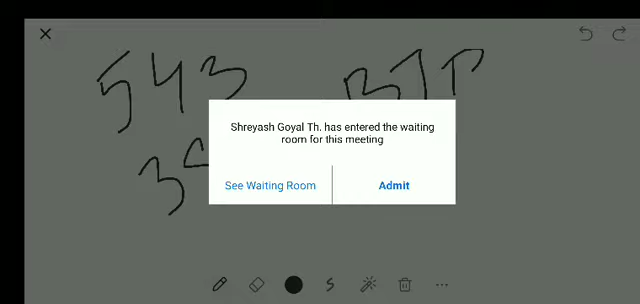 543 BJP
Shreyash Goyal Th. has entered the waiting
room for this meeting
See Waiting Room Admit